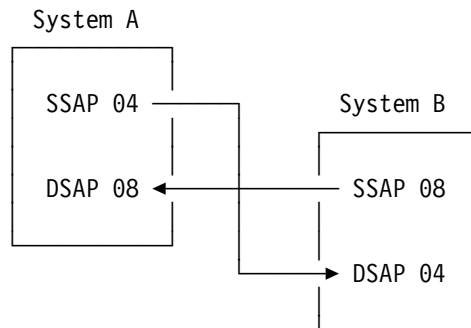 System A
SSAP 04
System B
DSAP 08
SSAP 08
DSAP 04